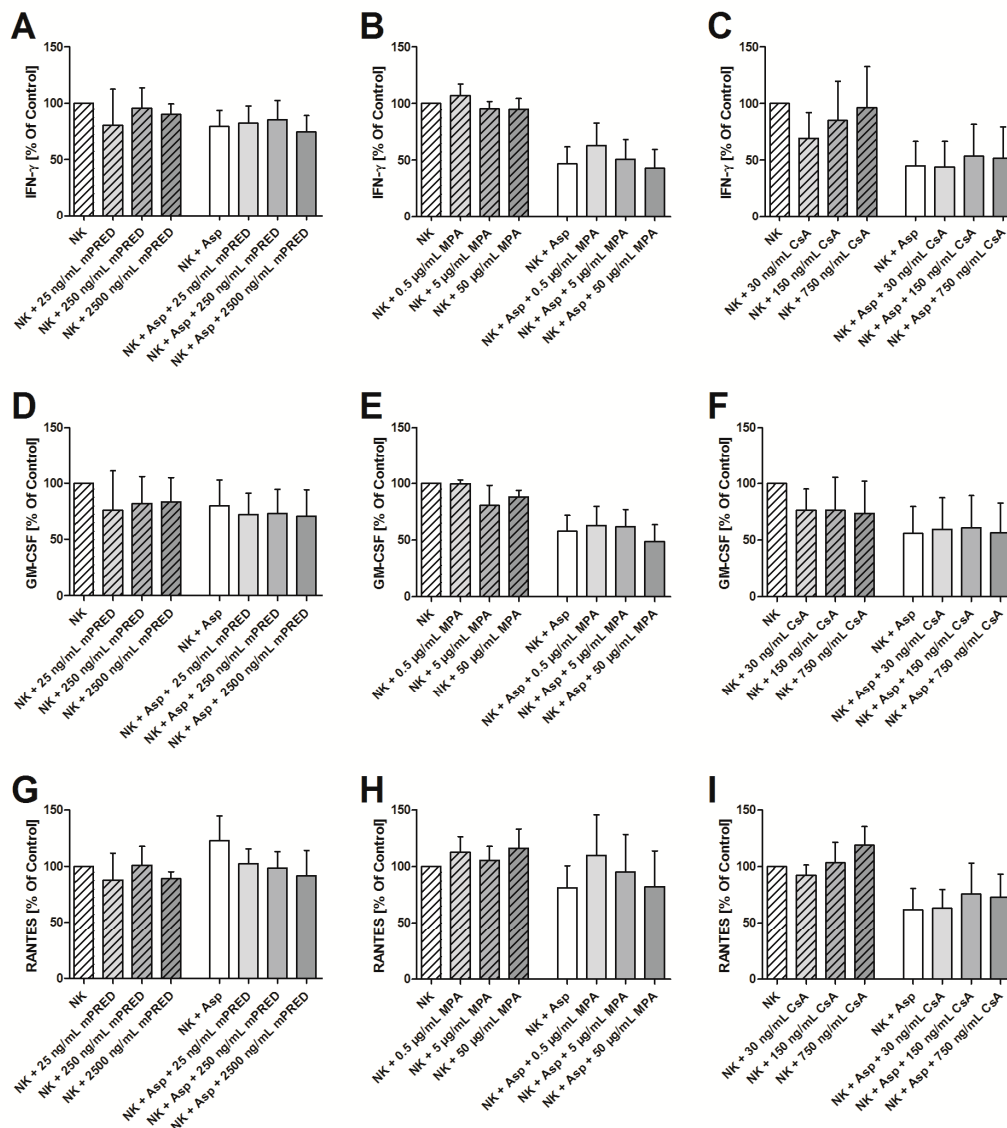 A
IFN-γ [% Of Control]
150
100
50
0
NK
NK + 25 ng/mL mPRED
NK + 250 ng/mL mPRED
NK + 2500 ng/mL mPRED
NK + Asp
NK + Asp + 25 ng/mL mPRED
NK + Asp + 250 ng/mL mPRED
NK + Asp + 2500 ng/mL mPRED
B
IFN-γ [% Of Control]
150
100
50
0
NK
NK + 0.5 µg/mL MPA
NK + 5 µg/mL MPA
NK + 50 µg/mL MPA
NK + Asp
NK + Asp + 0.5 µg/mL MPA
NK + Asp + 5 µg/mL MPA
NK + Asp + 50 µg/mL MPA
C
IFN-γ [% Of Control]
150
100
50
0
NK
NK + 30 ng/mL CsA
NK + 150 ng/mL CsA
NK + 750 ng/mL CsA
NK + Asp
NK + Asp + 30 ng/mL CsA
NK + Asp + 150 ng/mL CsA
NK + Asp + 750 ng/mL CsA
D
GM-CSF [% Of Control]
150
100
50
0
NK
NK + 25 ng/mL mPRED
NK + 250 ng/mL mPRED
NK + 2500 ng/mL mPRED
NK + Asp
NK + Asp + 25 ng/mL mPRED
NK + Asp + 250 ng/mL mPRED
NK + Asp + 2500 ng/mL mPRED
E
GM-CSF [% Of Control]
150
100
50
0
NK
NK + 0.5 µg/mL MPA
NK + 5 µg/mL MPA
NK + 50 µg/mL MPA
NK + Asp
NK + Asp + 0.5 µg/mL MPA
NK + Asp + 5 µg/mL MPA
NK + Asp + 50 µg/mL MPA
F
GM-CSF [% Of Control]
150
100
50
0
NK
NK + 30 ng/mL CsA
NK + 150 ng/mL CsA
NK + 750 ng/mL CsA
NK + Asp
NK + Asp + 30 ng/mL CsA
NK + Asp + 150 ng/mL CsA
NK + Asp + 750 ng/mL CsA
G
RANTES [% Of Control]
150
100
50
0
NK
NK + 25 ng/mL mPRED
NK + 250 ng/mL mPRED
NK + 2500 ng/mL mPRED
NK + Asp
NK + Asp + 25 ng/mL mPRED
NK + Asp + 250 ng/mL mPRED
NK + Asp + 2500 ng/mL mPRED
H
RANTES [% Of Control]
150
100
50
0
NK
NK + 0.5 µg/mL MPA
NK + 5 µg/mL MPA
NK + 50 µg/mL MPA
NK + Asp
NK + Asp + 0.5 µg/mL MPA
NK + Asp + 5 µg/mL MPA
NK + Asp + 50 µg/mL MPA
I
RANTES [% Of Control]
150
100
50
0
NK
NK + 30 ng/mL CsA
NK + 150 ng/mL CsA
NK + 750 ng/mL CsA
NK + Asp
NK + Asp + 30 ng/mL CsA
NK + Asp + 150 ng/mL CsA
NK + Asp + 750 ng/mL CsA